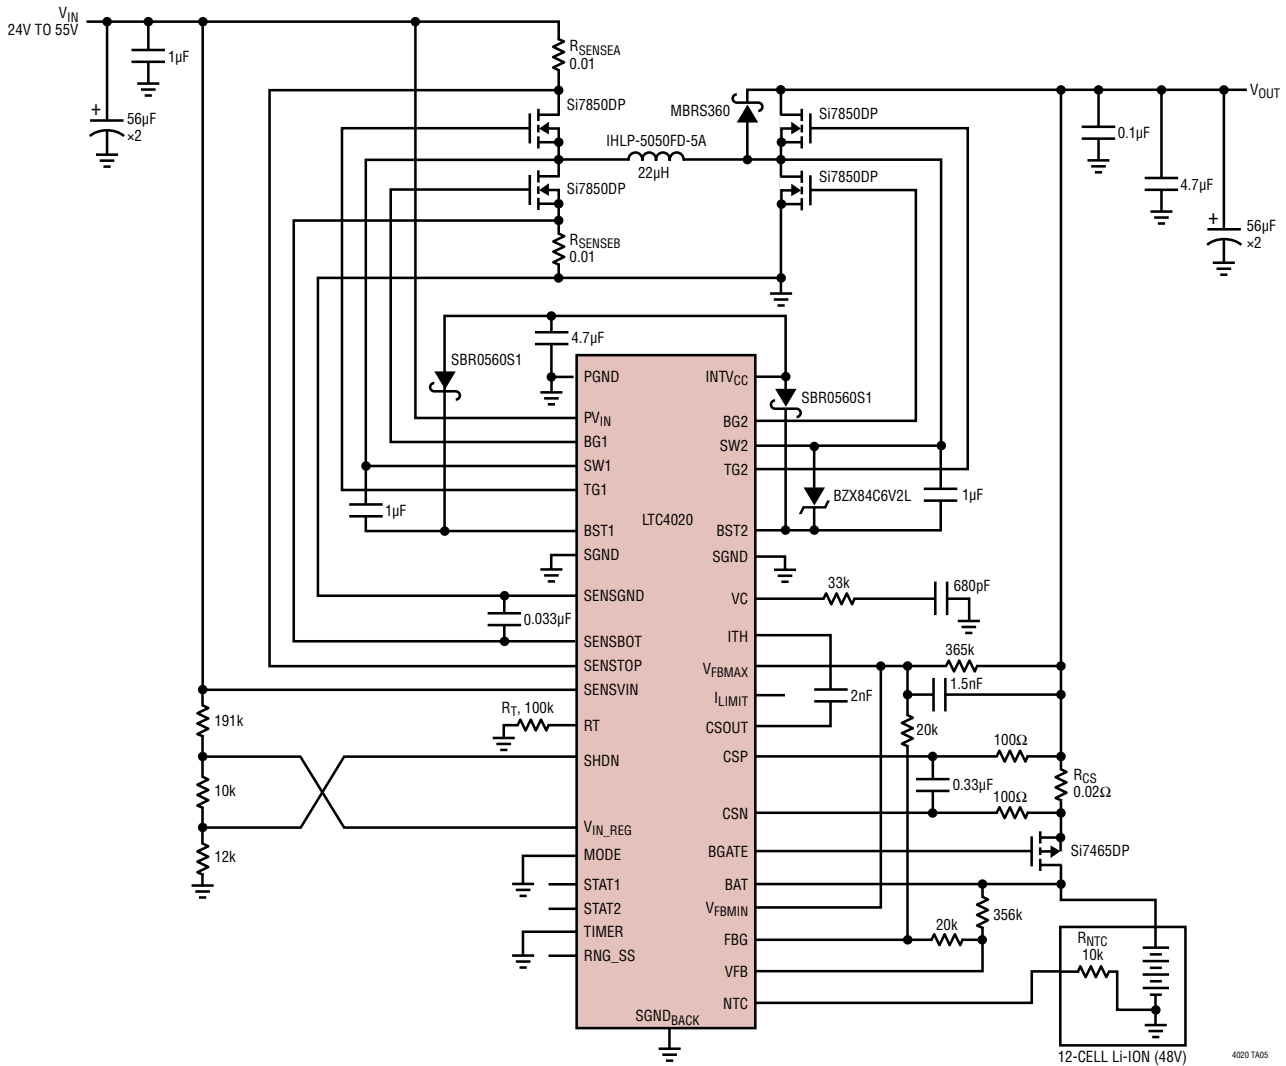 VIN
24V TO 55V
1µF
+
56µF
×2
RSENSEA
0.01
Si7850DP
IHLP-5050FD-5A
22µH
MBRS360
Si7850DP
Si7850DP
Si7850DP
RSENSEB
0.01
VOUT
0.1µF
4.7µF
+
56µF
×2
4.7µF
SBR0560S1
SBR0560S1
BZX84C6V2L
1µF
1µF
LTC4020
PGND
PVIN
BG1
SW1
TG1
BST1
SGND
SENSGND
SENSBOT
SENSTOP
SENSVIN
RT
SHDN
VIN_REG
MODE
STAT1
STAT2
TIMER
RNG_SS
SGNDBACK
INTVCC
BG2
SW2
TG2
BST2
SGND
VC
ITH
VFBMAX
ILIMIT
CSOUT
CSP
CSN
BGATE
BAT
VFBMIN
FBG
VFB
NTC
0.033µF
RT, 100k
191k
10k
12k
33k
680pF
2nF
365k
1.5nF
20k
100Ω
0.33µF
100Ω
RCS
0.02Ω
Si7465DP
356k
20k
RNTC
10k
12-CELL Li-ION (48V)
4020 TA05